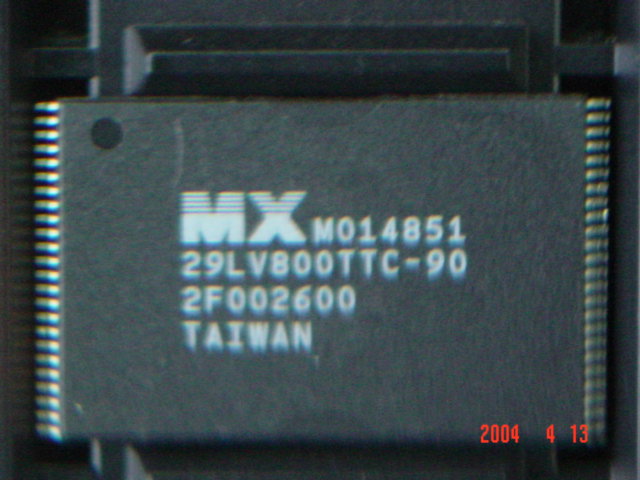 MX M014851
29LV800TTC-90
2F002600
TAIWAN
2004 4 13